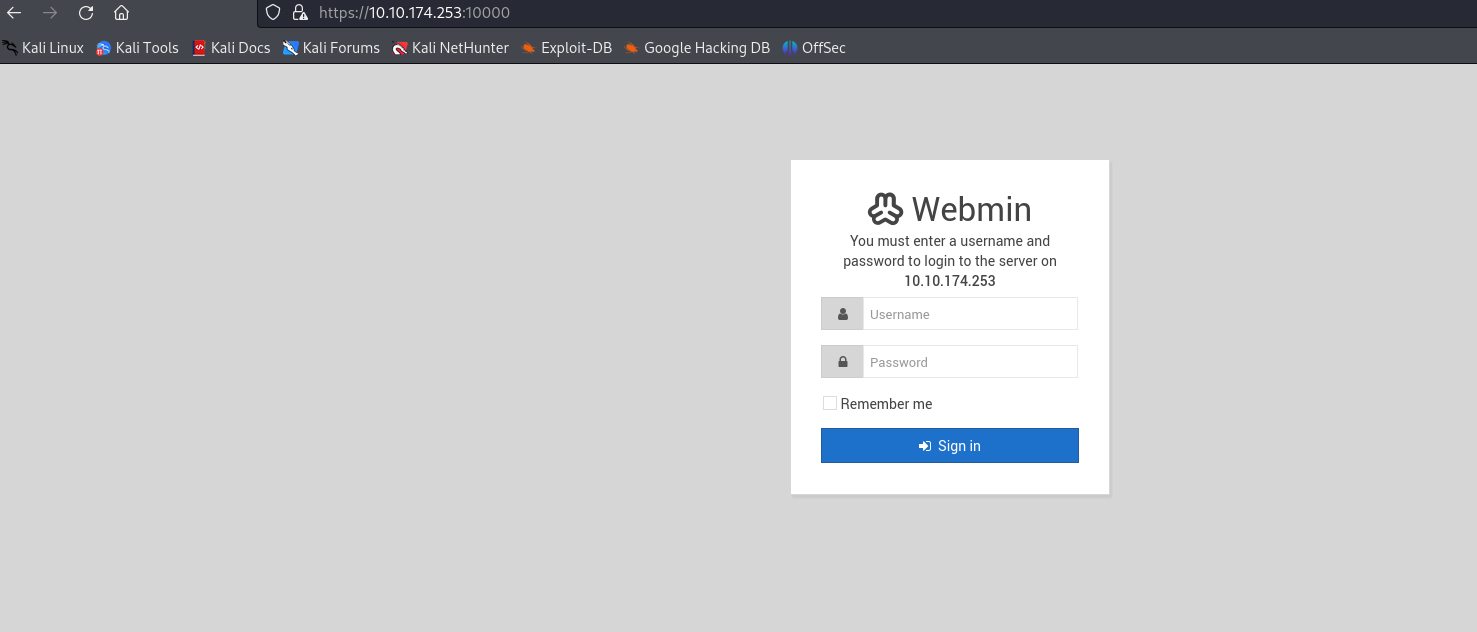 https://10.10.174.253:10000
Kali Linux Kali Tools Kali Docs Kali Forums Kali NetHunter Exploit-DB Google Hacking DB OffSec
Webmin
You must enter a username and
password to login to the server on
10.10.174.253
Username
Password
Remember me
Sign in